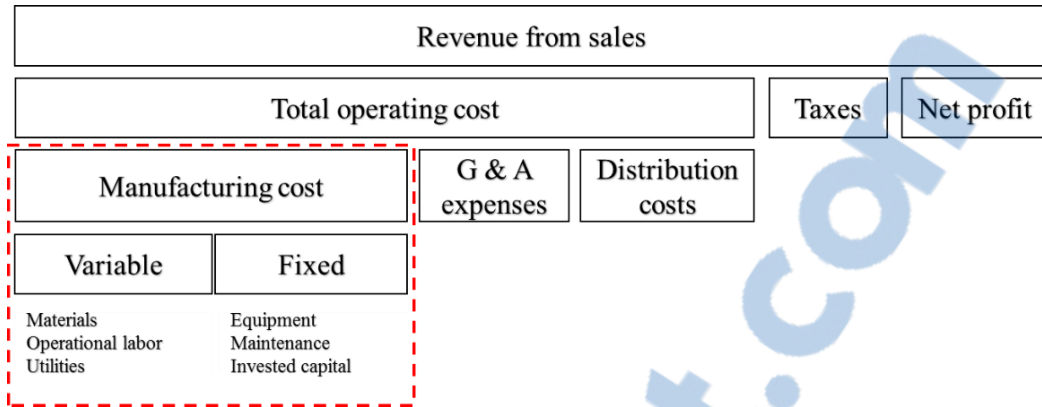 Revenue from sales
Total operating cost
Taxes
Net profit
Manufacturing cost
G & A
expenses
Distribution
costs
Variable
Fixed
Materials
Operational labor
Utilities
Equipment
Maintenance
Invested capital
t.com